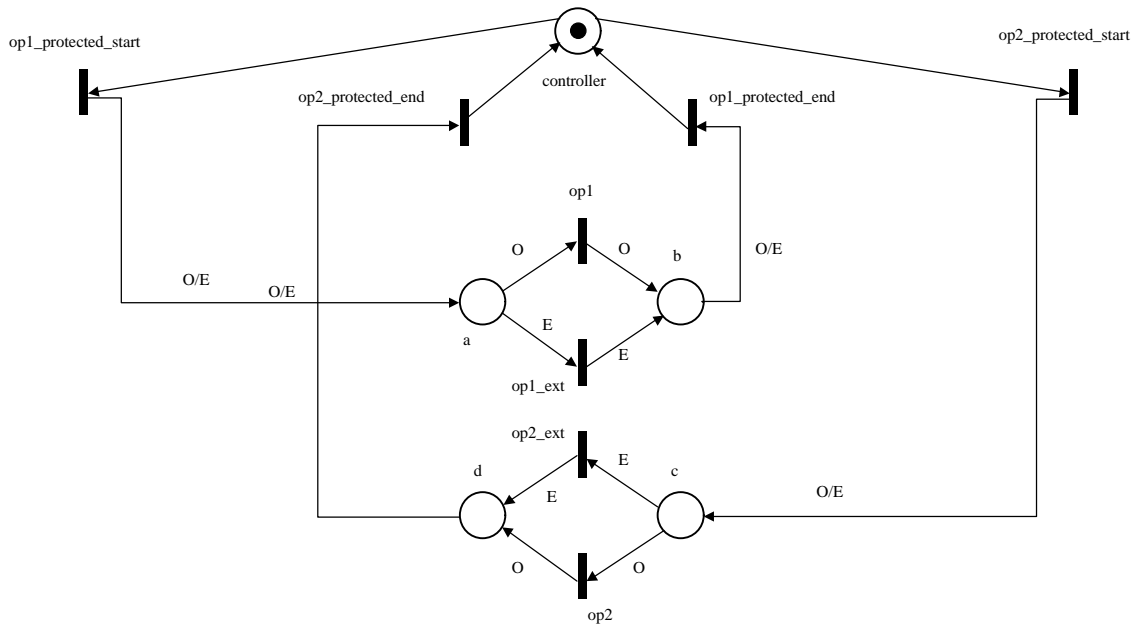 op1_protected_start
op2_protected_start
controller
op2_protected_end
op1_protected_end
op1
O
O
b
O/E
O/E
O/E
a
E
E
op1_ext
op2_ext
d
E
c
E
O/E
O
O
op2